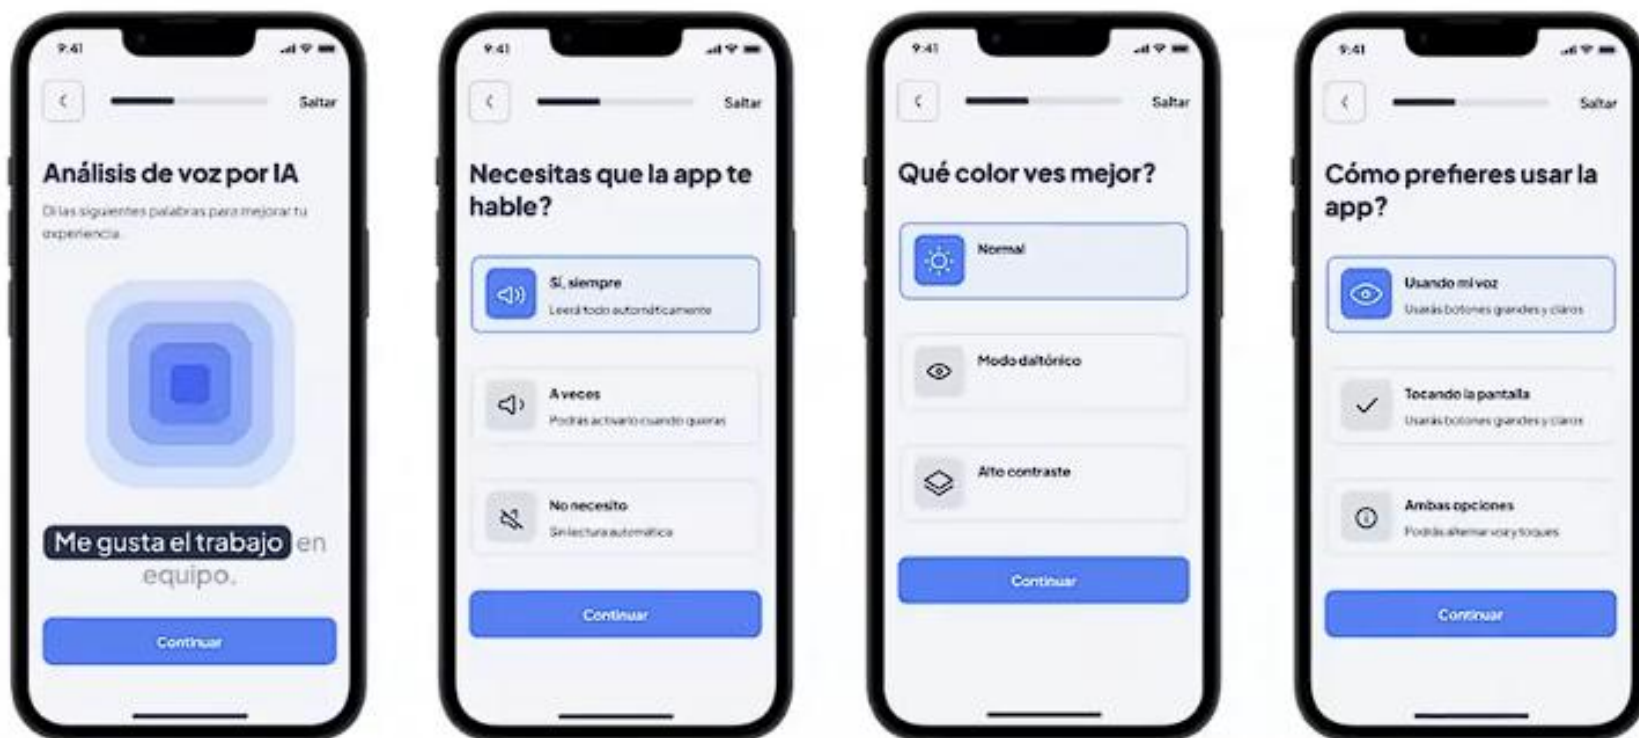 9:41
Saltar
Análisis de voz por IA
Di las siguientes palabras para mejorar tu
experiencia.
Me gusta el trabajo en
equipo.
Continuar
9:41
Saltar
Necesitas que la app te
hable?
Sí, siempre
Leerá todo automáticamente
A veces
Podrás activarlo cuando quieras
No necesito
Sin lectura automática
Continuar
9:41
Saltar
Qué color ves mejor?
Normal
Modo daltónico
Alto contraste
Continuar
9:41
Saltar
Cómo prefieres usar la
app?
Usando mi voz
Usarás botones grandes y claros
Tocando la pantalla
Usarás botones grandes y claros
Ambas opciones
Podrás alternar voz y toques
Continuar